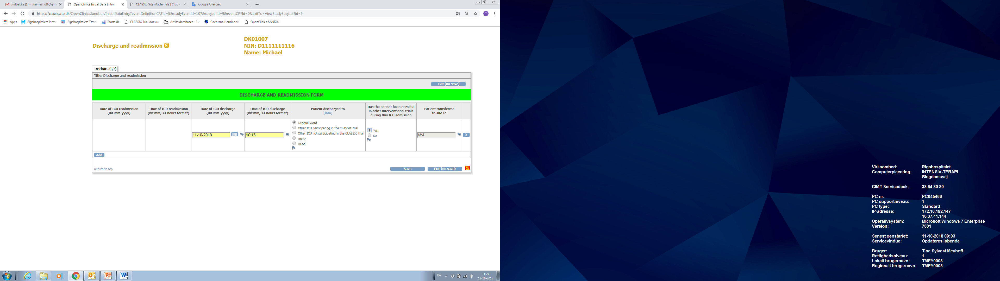 Indbakke (1) - tinemeyhoff@gm
OpenClinica Initial Data Entry
CLASSIC Site Master File | CRIC -
Google Oversæt
https://classic.ctu.dk/OpenClinicaSandbox/InitialDataEntry?eventDefinitionCRFId=5&studyEventId=107&subjectId=9&eventCRFId=0&exitTo=ViewStudySubject?id=9
T
Apps
Rigshospitalets Intran
Rigshospitalets Træn
Startside
CLASSIC Trial docum
Artikeldatabaser - Bi
Cochrane Handbook
OpenClinica SANDBO
Discharge and readmission
DK01007
NIN: D1111111116
Name: Michael
Dischar...(0/7)
Title: Discharge and readmission
Exit (no save)
DISCHARGE AND READMISSION FORM
Date of ICU readmission
(dd-mm-yyyy)
Time of ICU readmission
(hh:mm, 24 hours format)
Date of ICU discharge
(dd-mm-yyyy)
Time of ICU discharge
(hh:mm, 24 hours format)
Patient discharged to
[info]
Has the patient been enrolled
in other interventional trials
during this ICU admission
Patient transferred
to site Id
11-10-2018
10:15
General Ward
Other ICU participating in the CLASSIC trial
Other ICU not participating in the CLASSIC trial
Home
Dead
Yes
No
N/A
X
Add
Return to top
Save
Exit (no save)
DA
11:24
11-10-2018
Virksomhed: Rigshospitalet
Computerplacering: INTENSIV-TERAPI
Blegdamsvej
CIMT Servicedesk: 38 64 80 80
PC nr.: PC045466
PC supportniveau: 1
PC type: Standard
IP-adresse: 172.16.182.147
10.37.41.144
Operativsystem: Microsoft Windows 7 Enterprise
Version: 7601
Senest genstartet: 11-10-2018 09:03
Servicevindue: Opdateres løbende
Bruger: Tine Sylvest Meyhoff
Rettighedsniveau: 1
Lokalt brugernavn: TMEY0003
Regionalt brugernavn: TMEY0003